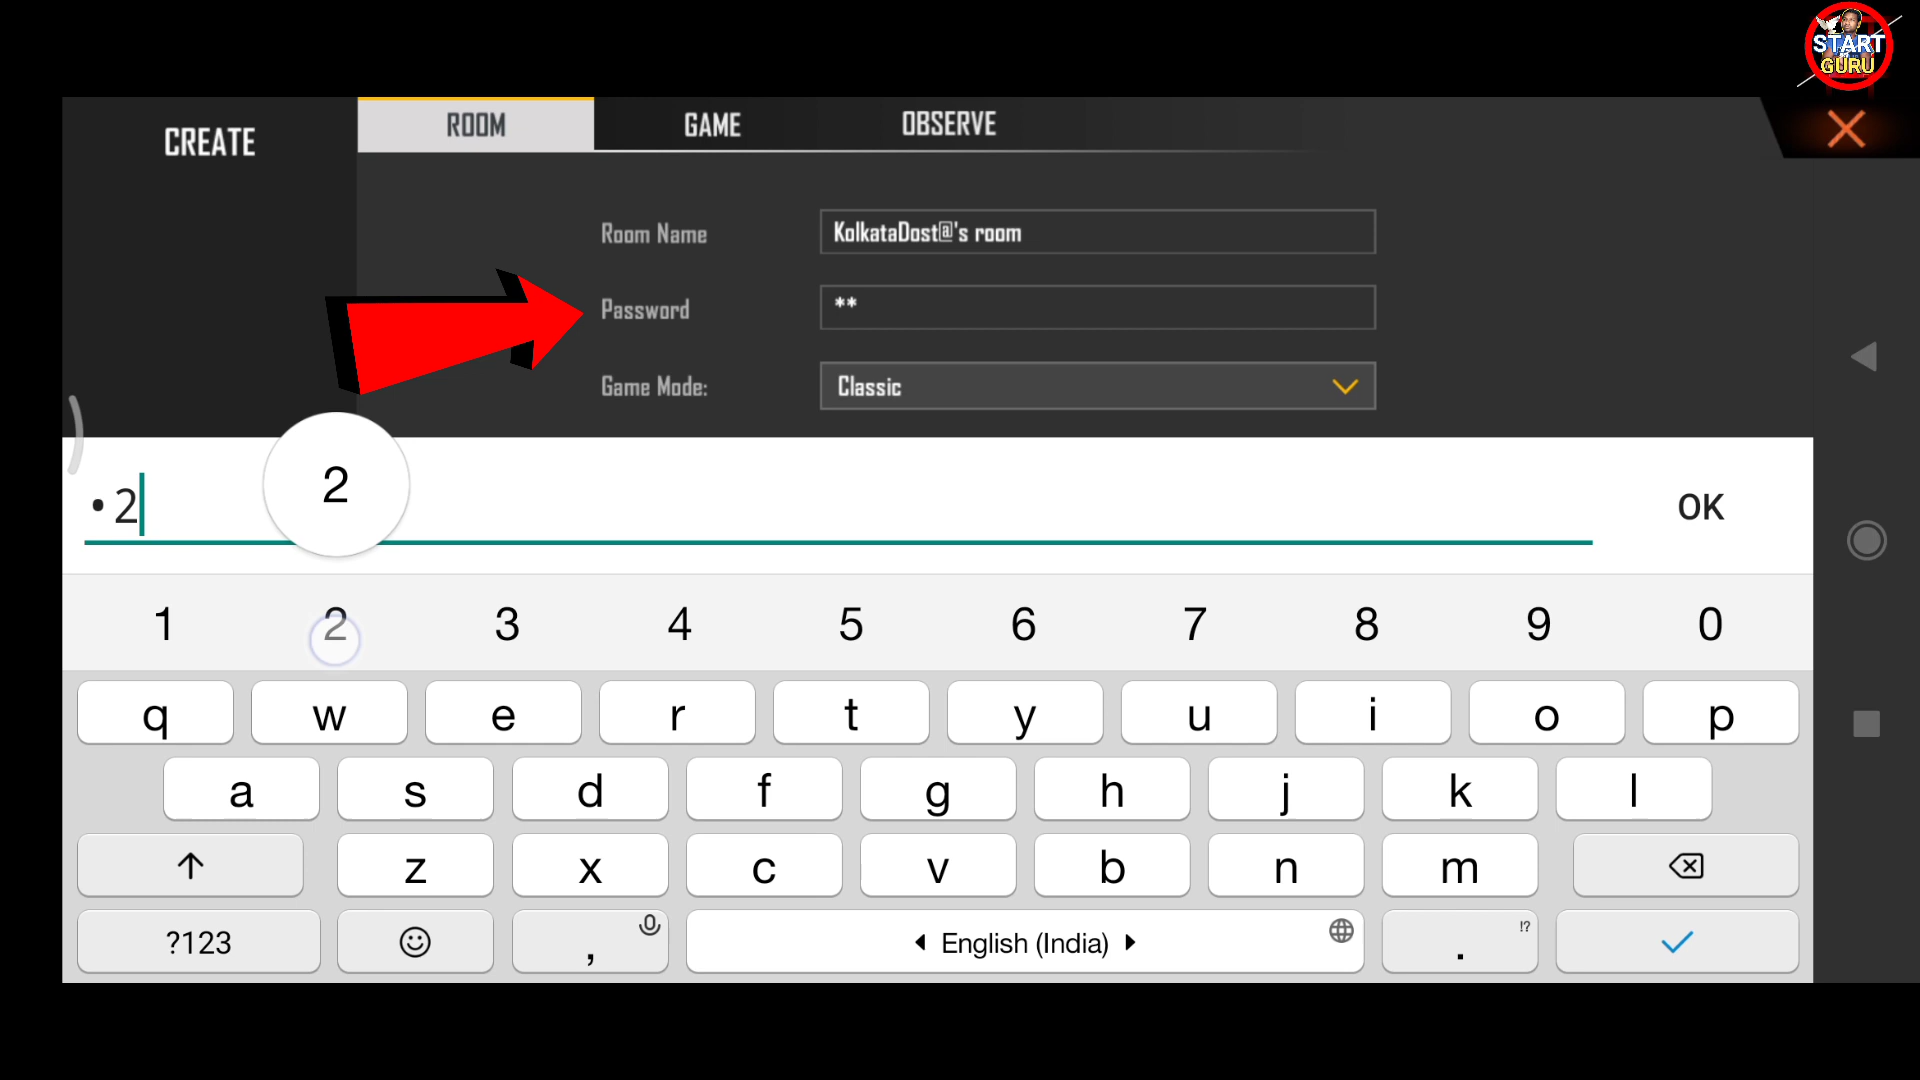 START
GURU
CREATE
ROOM
GAME
OBSERVE
Room Name
KolkataDost@'s room
Password
**
Game Mode:
Classic
2
•2
OK
1 2 3 4 5 6 7 8 9 0
q w e r t y u i o p
a s d f g h j k l
z x c v b n m
?123
,
English (India)
!?
.